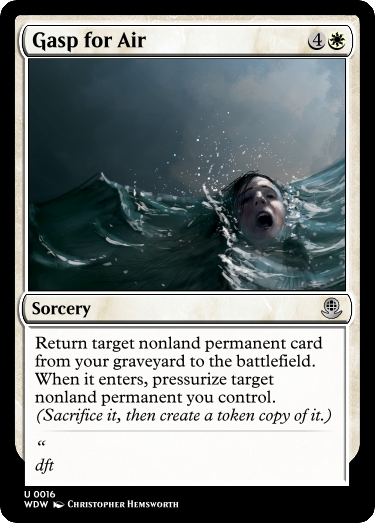 Gasp for Air 4
Sorcery
Return target nonland permanent card
from your graveyard to the battlefield.
When it enters, pressurize target
nonland permanent you control.
(Sacrifice it, then create a token copy of it.)
“
dft
U 0016
WDW Christopher Hemsworth